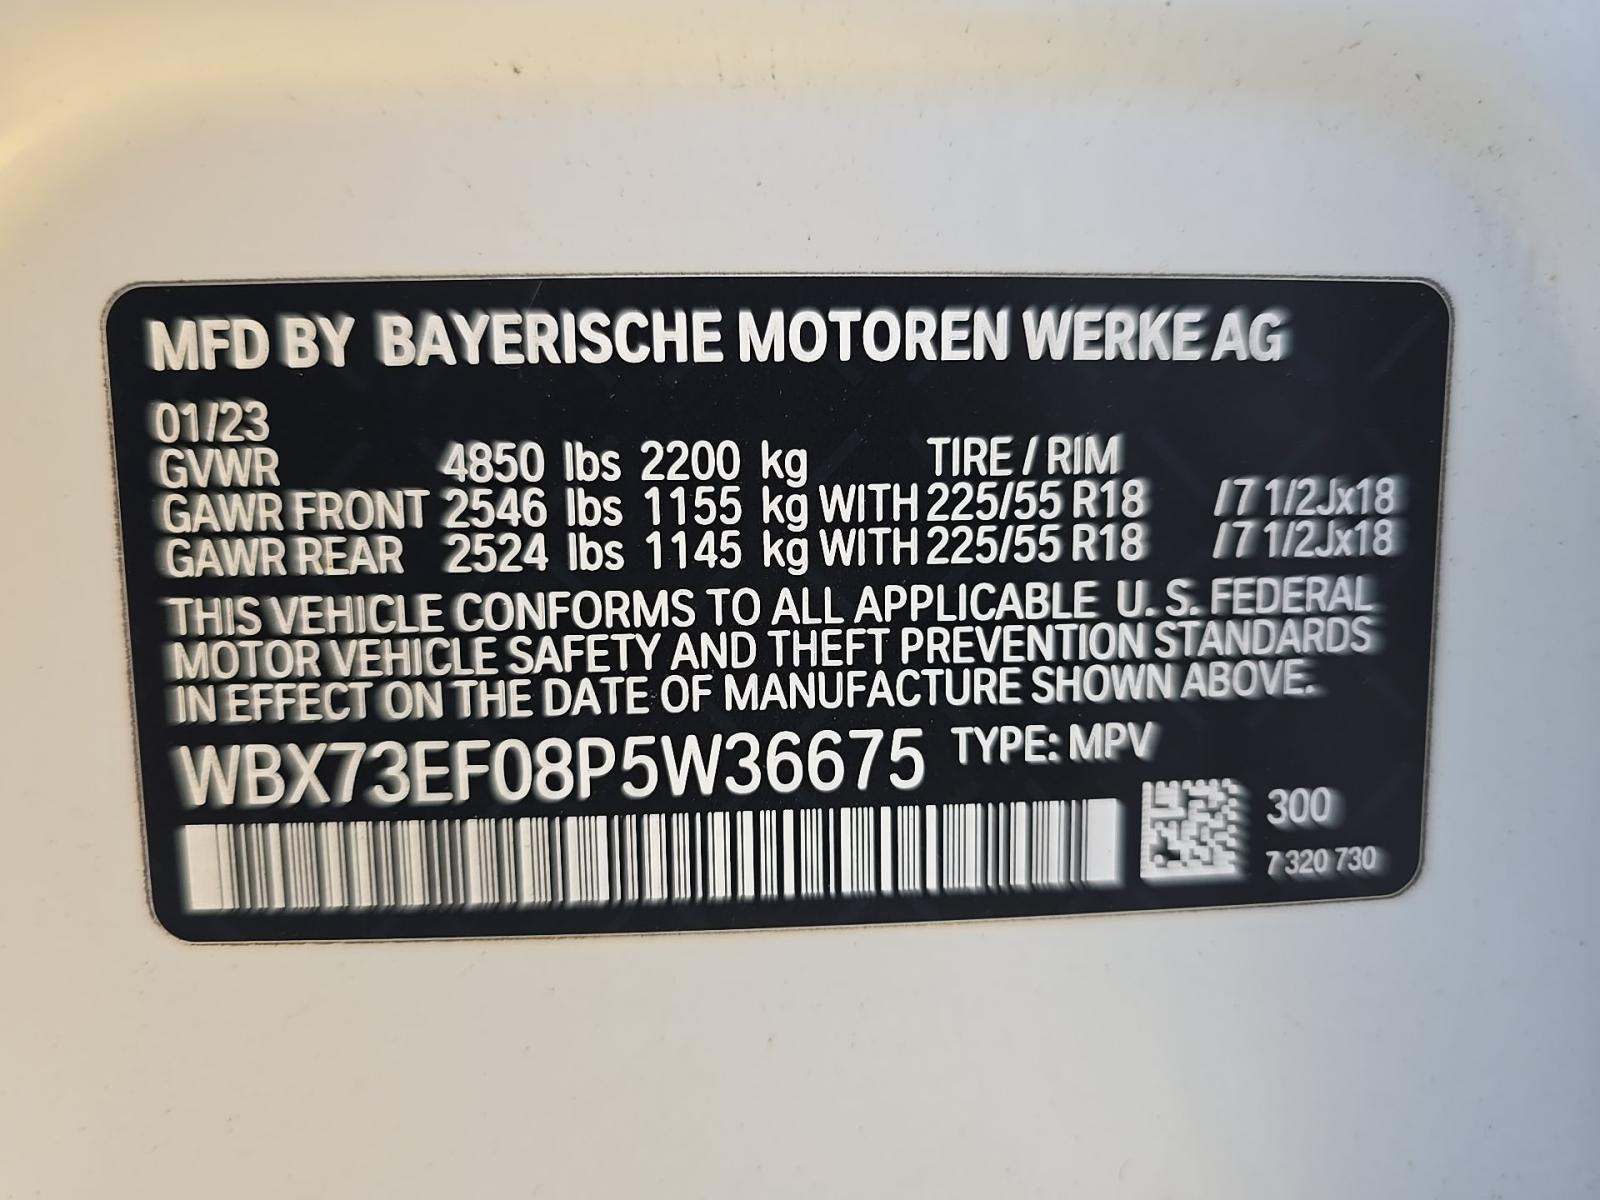 MFD BY BAYERISCHE MOTOREN WERKE AG
01/23
GVWR 4850 lbs 2200 kg TIRE / RIM
GAWR FRONT 2546 lbs 1155 kg WITH 225/55 R18 /7 1/2Jx18
GAWR REAR 2524 lbs 1145 kg WITH 225/55 R18 /7 1/2Jx18
THIS VEHICLE CONFORMS TO ALL APPLICABLE U. S. FEDERAL
MOTOR VEHICLE SAFETY AND THEFT PREVENTION STANDARDS
IN EFFECT ON THE DATE OF MANUFACTURE SHOWN ABOVE.
WBX73EF08P5W36675 TYPE: MPV
300
7 320 730